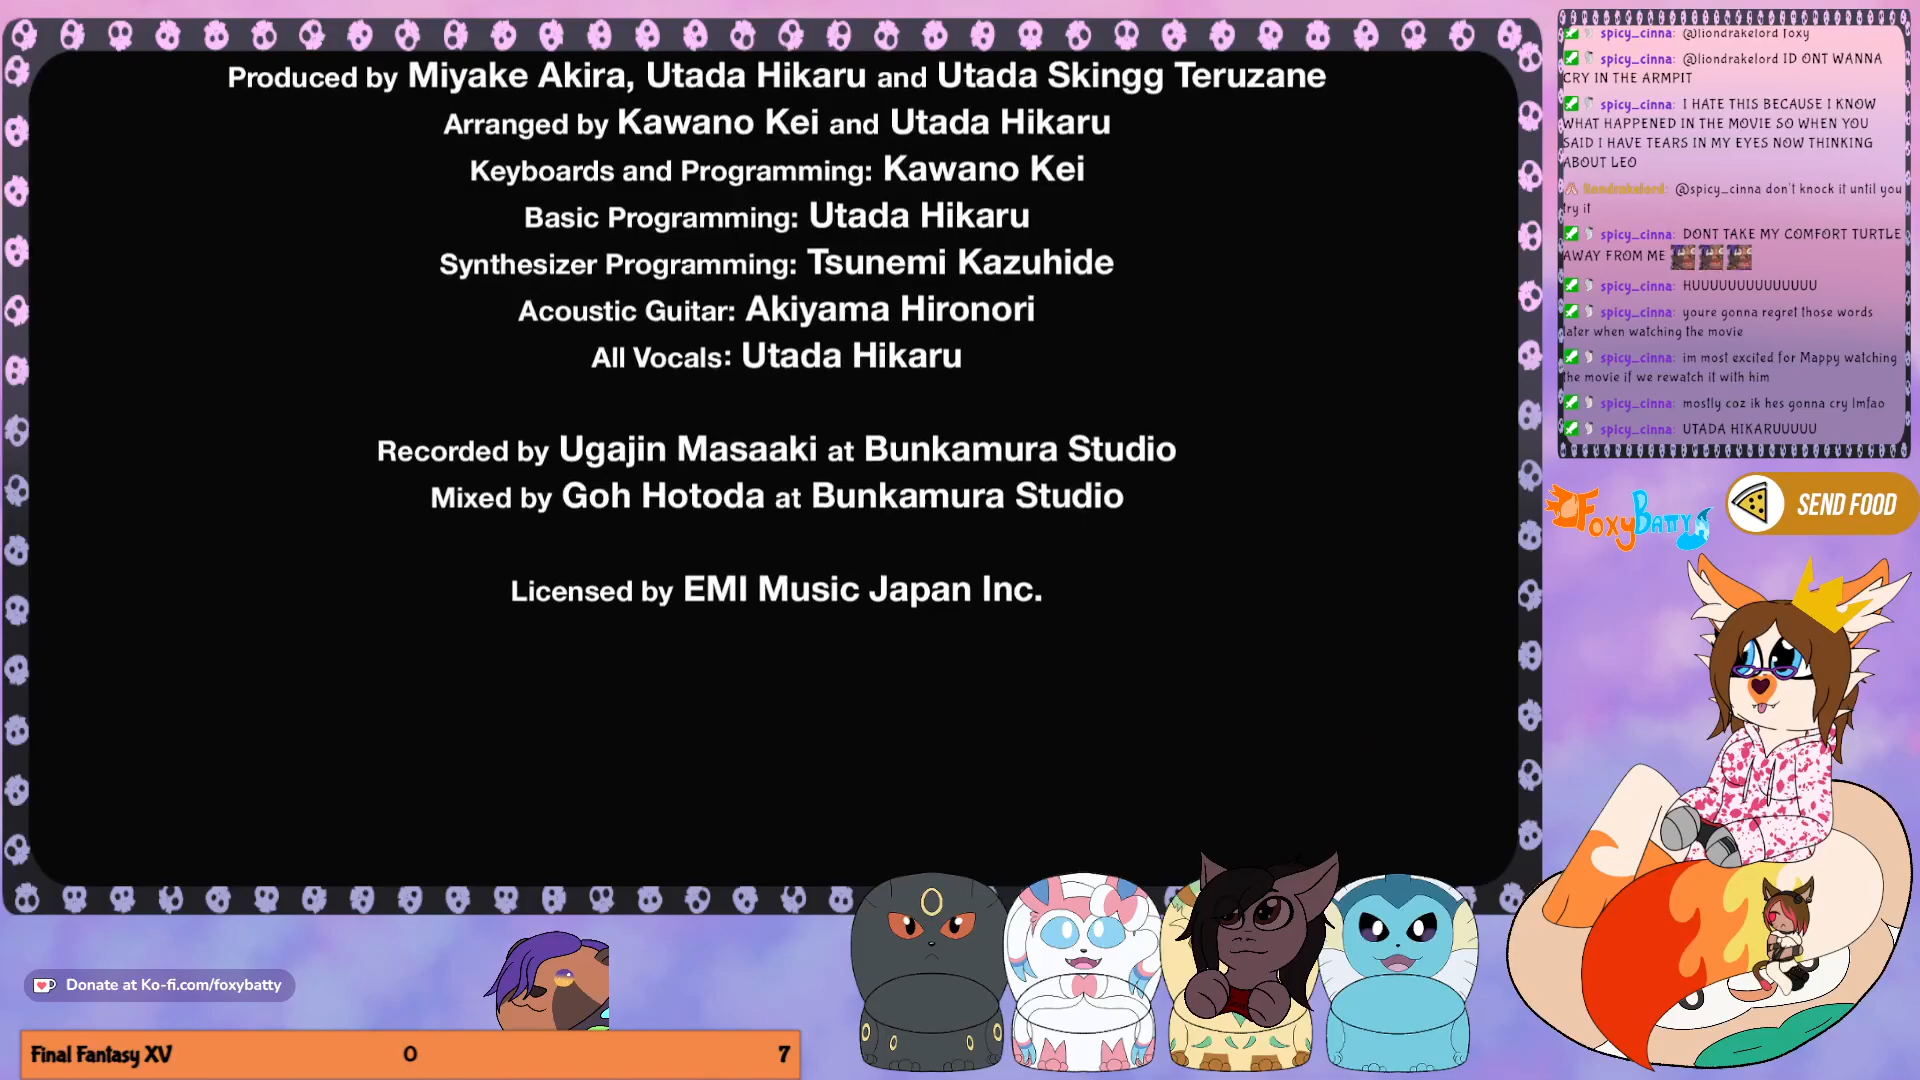 Produced by Miyake Akira, Utada Hikaru and Utada Skingg Teruzane
Arranged by Kawano Kei and Utada Hikaru
Keyboards and Programming: Kawano Kei
Basic Programming: Utada Hikaru
Synthesizer Programming: Tsunemi Kazuhide
Acoustic Guitar: Akiyama Hironori
All Vocals: Utada Hikaru
Recorded by Ugajin Masaaki at Bunkamura Studio
Mixed by Goh Hotoda at Bunkamura Studio
Licensed by EMI Music Japan Inc.
spicy_cinna: @liondrakelord foxy
spicy_cinna: @liondrakelord ID ONT WANNA
CRY IN THE ARMPIT
spicy_cinna: I HATE THIS BECAUSE I KNOW
WHAT HAPPENED IN THE MOVIE SO WHEN YOU
SAID I HAVE TEARS IN MY EYES NOW THINKING
ABOUT LEO
liondrakelord: @spicy_cinna don't knock it until you
try it
spicy_cinna: DONT TAKE MY COMFORT TURTLE
AWAY FROM ME
spicy_cinna: HUUUUUUUUUUUUUU
spicy_cinna: youre gonna regret those words
later when watching the movie
spicy_cinna: im most excited for Mappy watching
the movie if we rewatch it with him
spicy_cinna: mostly coz ik hes gonna cry lmfao
spicy_cinna: UTADA HIKARUUUUU
FoxyBatty
SEND FOOD
Donate at Ko-fi.com/foxybatty
Final Fantasy XV 0 7